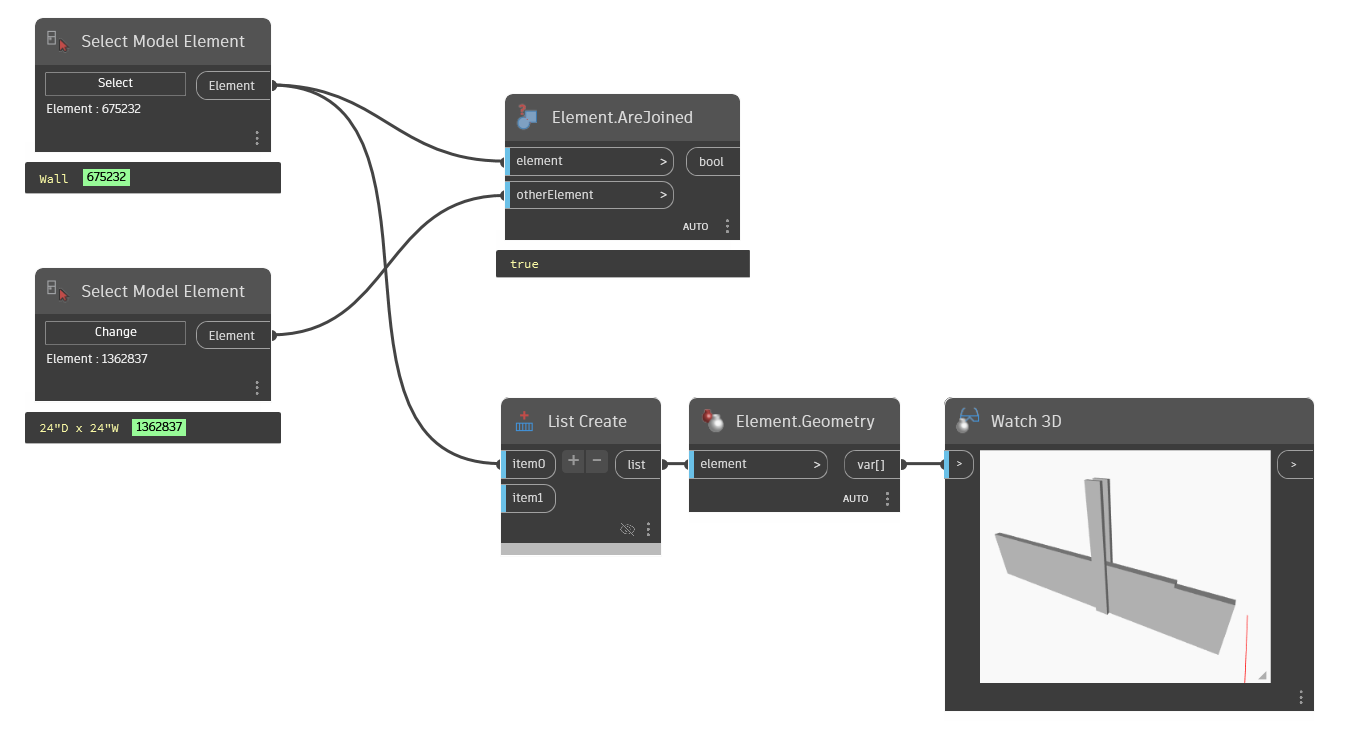 Select Model Element
Select
Element
Element : 675232
Wall 675232
Element.AreJoined
element >
bool
otherElement >
AUTO
true
Select Model Element
Change
Element
Element : 1362837
24"D x 24"W 1362837
List Create
item0
+
−
list
item1
Element.Geometry
element >
var[]
AUTO
Watch 3D
>
>